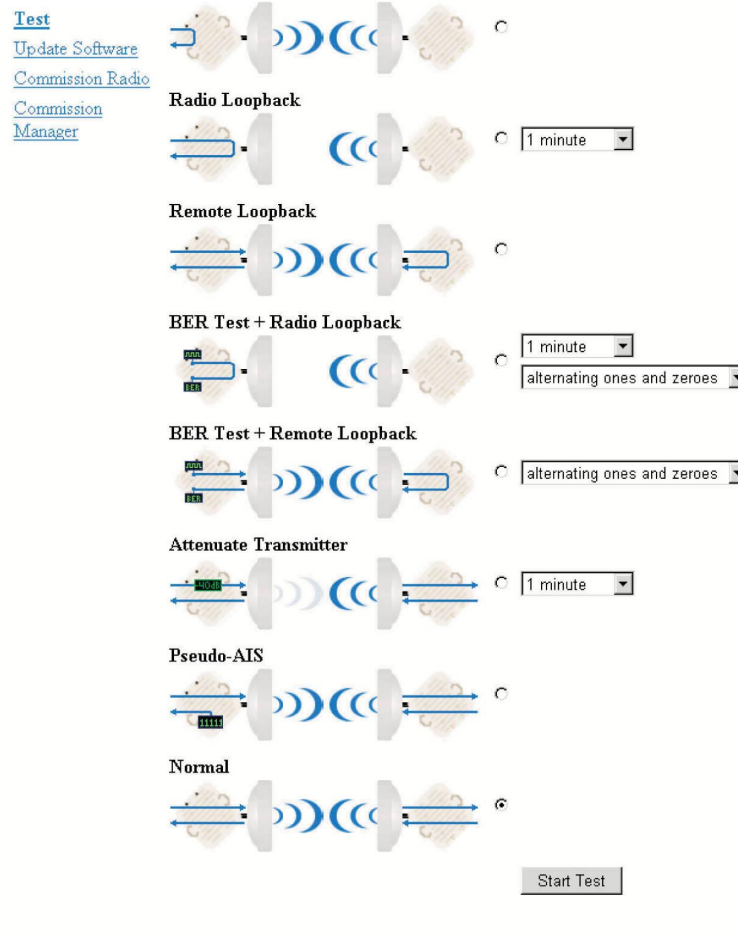 Test
Update Software
Commission Radio
Commission
Manager
Radio Loopback
1 minute
Remote Loopback
BER Test + Radio Loopback
1 minute
BER
alternating ones and zeroes
BER Test + Remote Loopback
alternating ones and zeroes
BER
Attenuate Transmitter
-40dB
1 minute
Pseudo-AIS
11111
Normal
Start Test